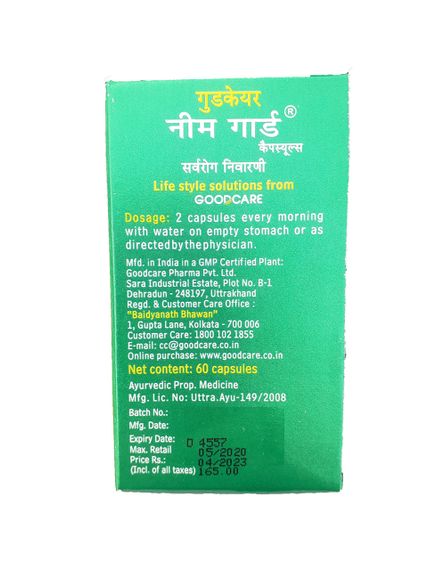 गुडकेयर
नीम गार्ड®
कैपस्यूल्स
सर्वरोग निवारणी
Life style solutions from
GOODCARE
Dosage: 2 capsules every morning
with water on empty stomach or as
directedbythephysician.
Mfd. in India in a GMP Certified Plant:
Goodcare Pharma Pvt. Ltd.
Sara Industrial Estate, Plot No. B-1
Dehradun - 248197, Uttrakhand
Regd. & Customer Care Office :
"Baidyanath Bhawan"
1, Gupta Lane, Kolkata - 700 006
Customer Care: 1800 102 1855
E-mail: cc@goodcare.co.in
Online purchase: www.goodcare.co.in
Net content: 60 capsules
Ayurvedic Prop. Medicine
Mfg. Lic. No: Uttra.Ayu-149/2008
Batch No.:
Mfg. Date:
Expiry Date: D 4557
Max. Retail 05/2020
Price Rs.: 04/2023
(Incl. of all taxes) 165.00